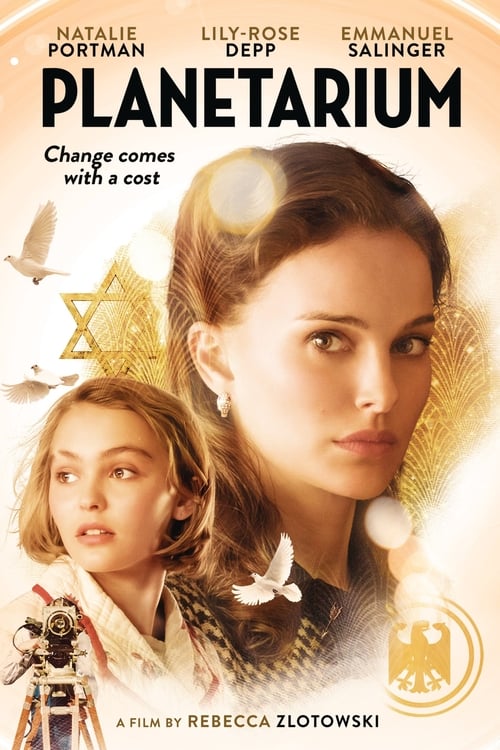 NATALIE LILY-ROSE EMMANUEL
PORTMAN DEPP SALINGER
PLANETARIUM
Change comes
with a cost
A FILM BY REBECCA ZLOTOWSKI